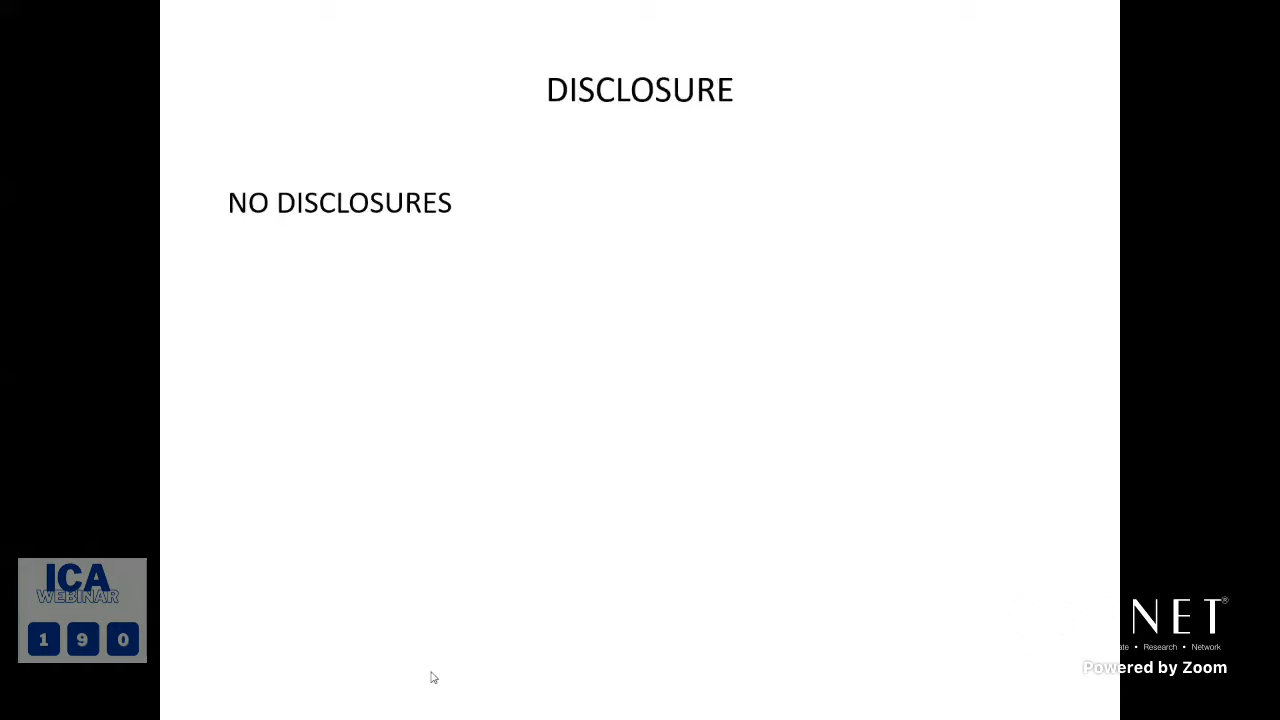 DISCLOSURE
NO DISCLOSURES
ICA
WEBINAR
1 9 0
NET®
• Research • Network
Powered by Zoom